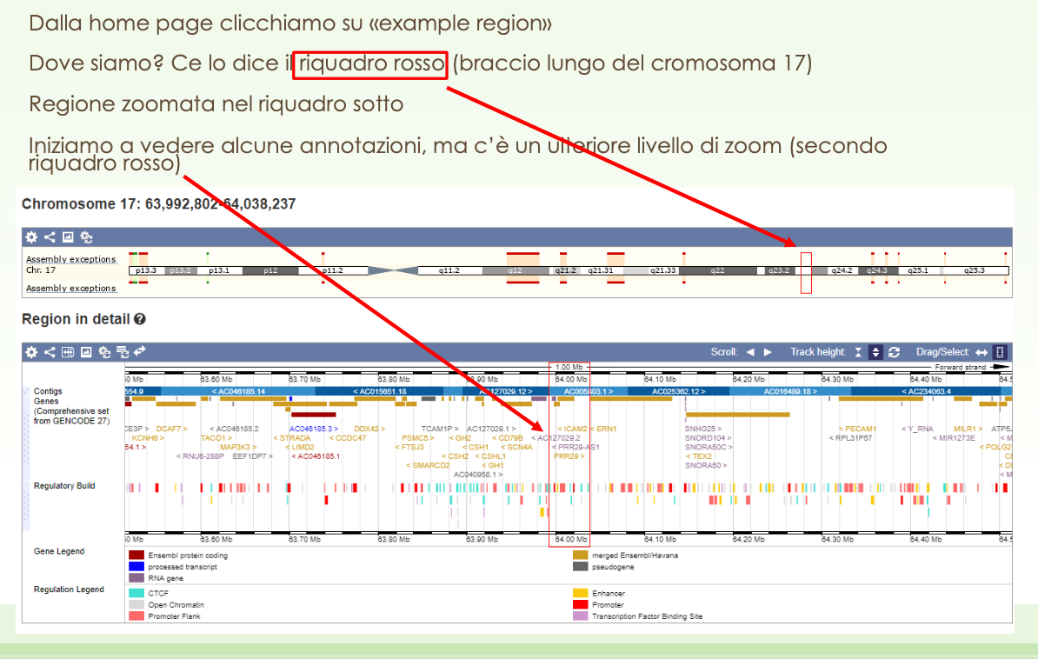 Dalla home page clicchiamo su «example region»
Dove siamo? Ce lo dice il riquadro rosso (braccio lungo del cromosoma 17)
Regione zoomata nel riquadro sotto
Iniziamo a vedere alcune annotazioni, ma c'è un ulteriore livello di zoom (secondo
riquadro rosso)
Chromosome 17: 63,992,802-64,038,237
Assembly exceptions
Chr. 17 p13.3 p13.2 p13.1 p12 p11.2 q11.2 q12 q21.2 q21.31 q21.33 q22 q23.2 q24.2 q24.3 q25.1 q25.3
Assembly exceptions
Region in detail
Scroll: Track height: Drag/Select:
1.00 Mb Forward strand
63.60 Mb 63.70 Mb 63.80 Mb 63.90 Mb 64.00 Mb 64.10 Mb 64.20 Mb 64.30 Mb 64.40 Mb
Contigs < AC046185.14 < AC015651.18 AC127029.12 > AC005803.1 > AC025362.12 > AC016489.18 > < AC234063.4
Genes
(Comprehensive set
from GENCODE 27)
DCAF7 > < AC046185.2 AC046185.3 > DDX42 > TCAM1P > AC127029.1 > < ICAM2 < ERN1 SNHG25 > < PECAM1 < Y_RNA MILR1 >
KCNH6 > TACO1 > < STRADA < CCDC47 PSMC5 > < GH2 < CD79B SNORD104 > < RPL31P57 < MIR1273E
MAP3K3 > < LIMD2 < FTSJ3 < CSH1 < SCN4A < PRR29-AS1 SNORA50C >
< RNU6-288P EEF1DP7 > < AC046185.1 < CSH2 < CSHL1 PRR29 > < TEX2
< SMARCD2 < GH1 SNORA50 >
AC040958.1 >
Regulatory Build
63.60 Mb 63.70 Mb 63.80 Mb 63.90 Mb 64.00 Mb 64.10 Mb 64.20 Mb 64.30 Mb 64.40 Mb
Gene Legend Ensembl protein coding merged Ensembl/Havana
processed transcript pseudogene
RNA gene
Regulation Legend CTCF Enhancer
Open Chromatin Promoter
Promoter Flank Transcription Factor Binding Site